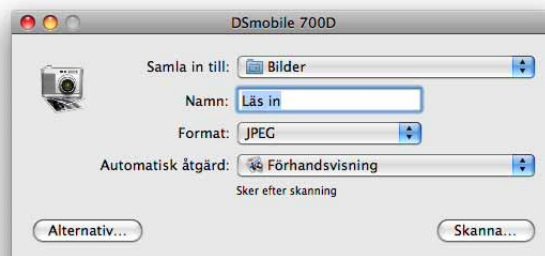 DSmobile 700D
Samla in till: Bilder
Namn: Läs in
Format: JPEG
Automatisk åtgärd: Förhandsvisning
Sker efter skanning
Alternativ... Skanna...